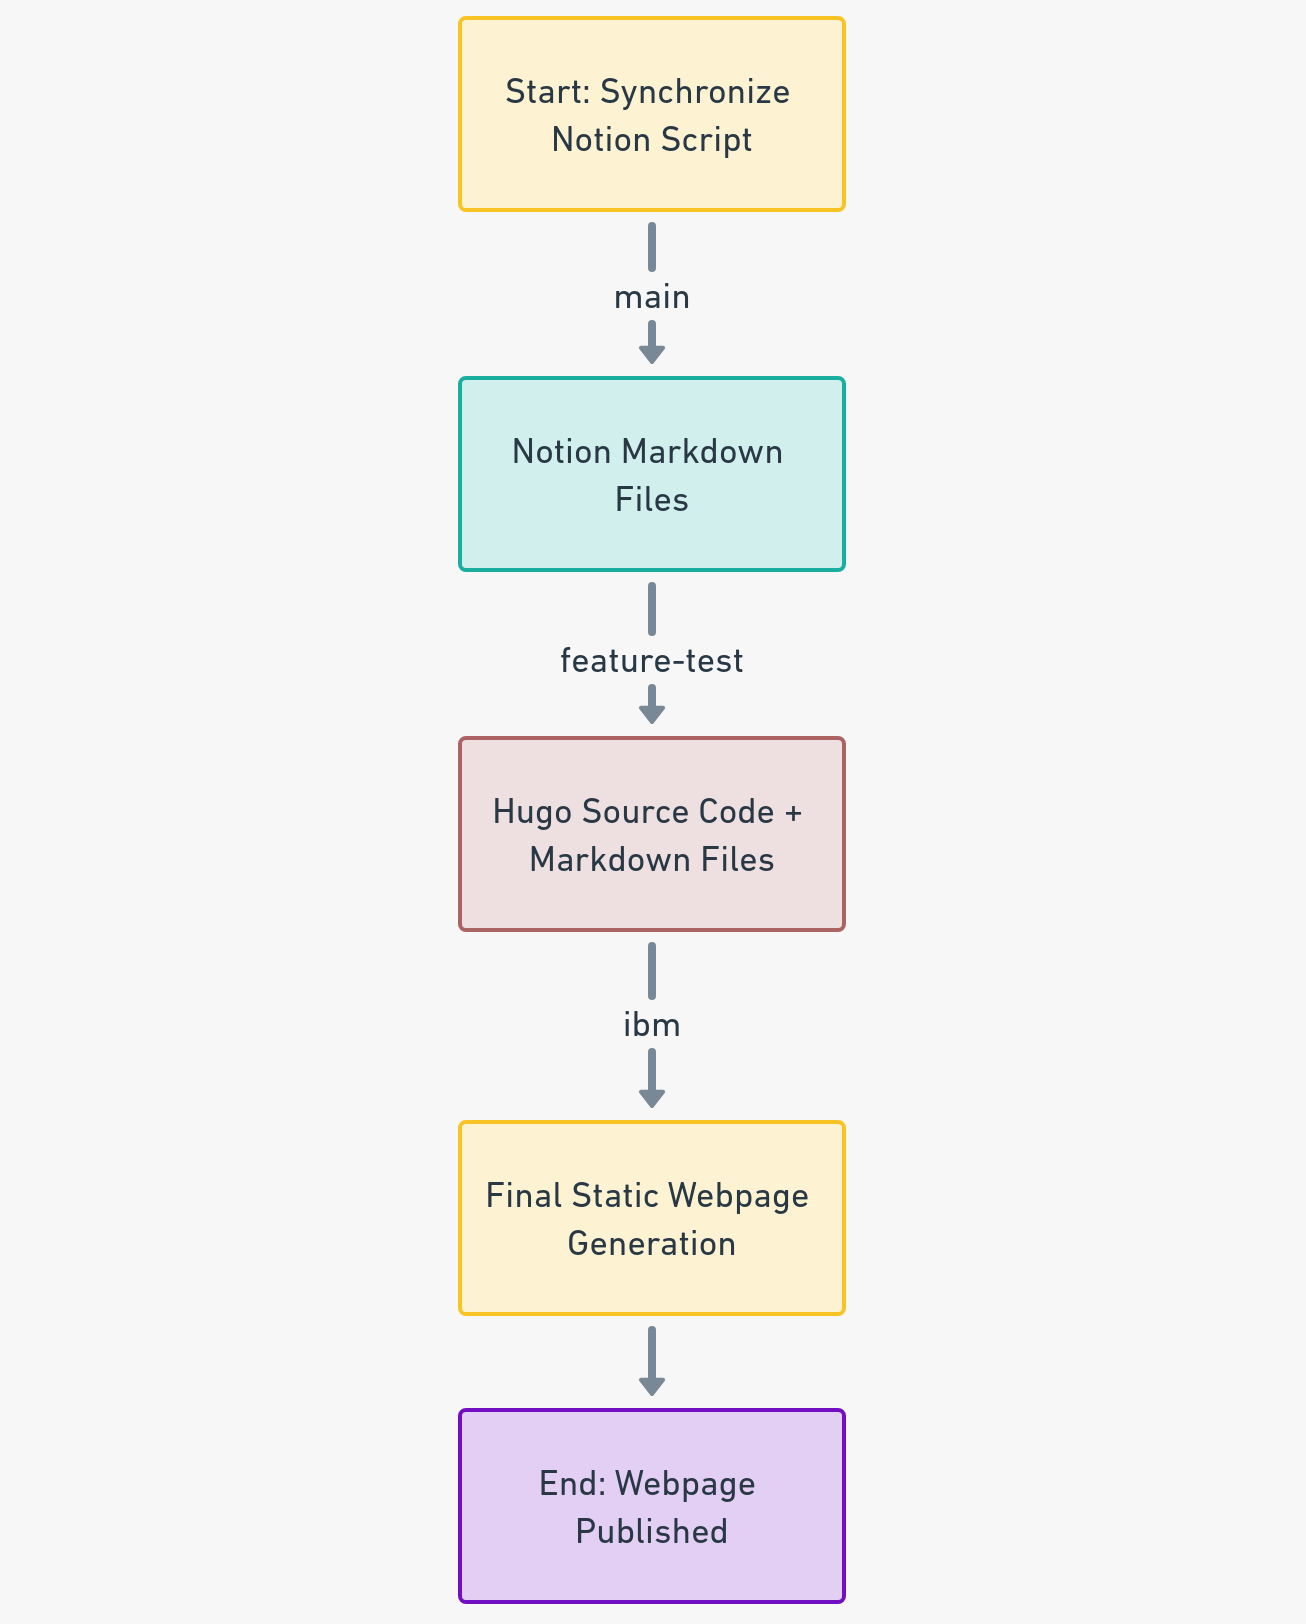 Start: Synchronize
Notion Script
main
Notion Markdown
Files
feature-test
Hugo Source Code +
Markdown Files
ibm
Final Static Webpage
Generation
End: Webpage
Published